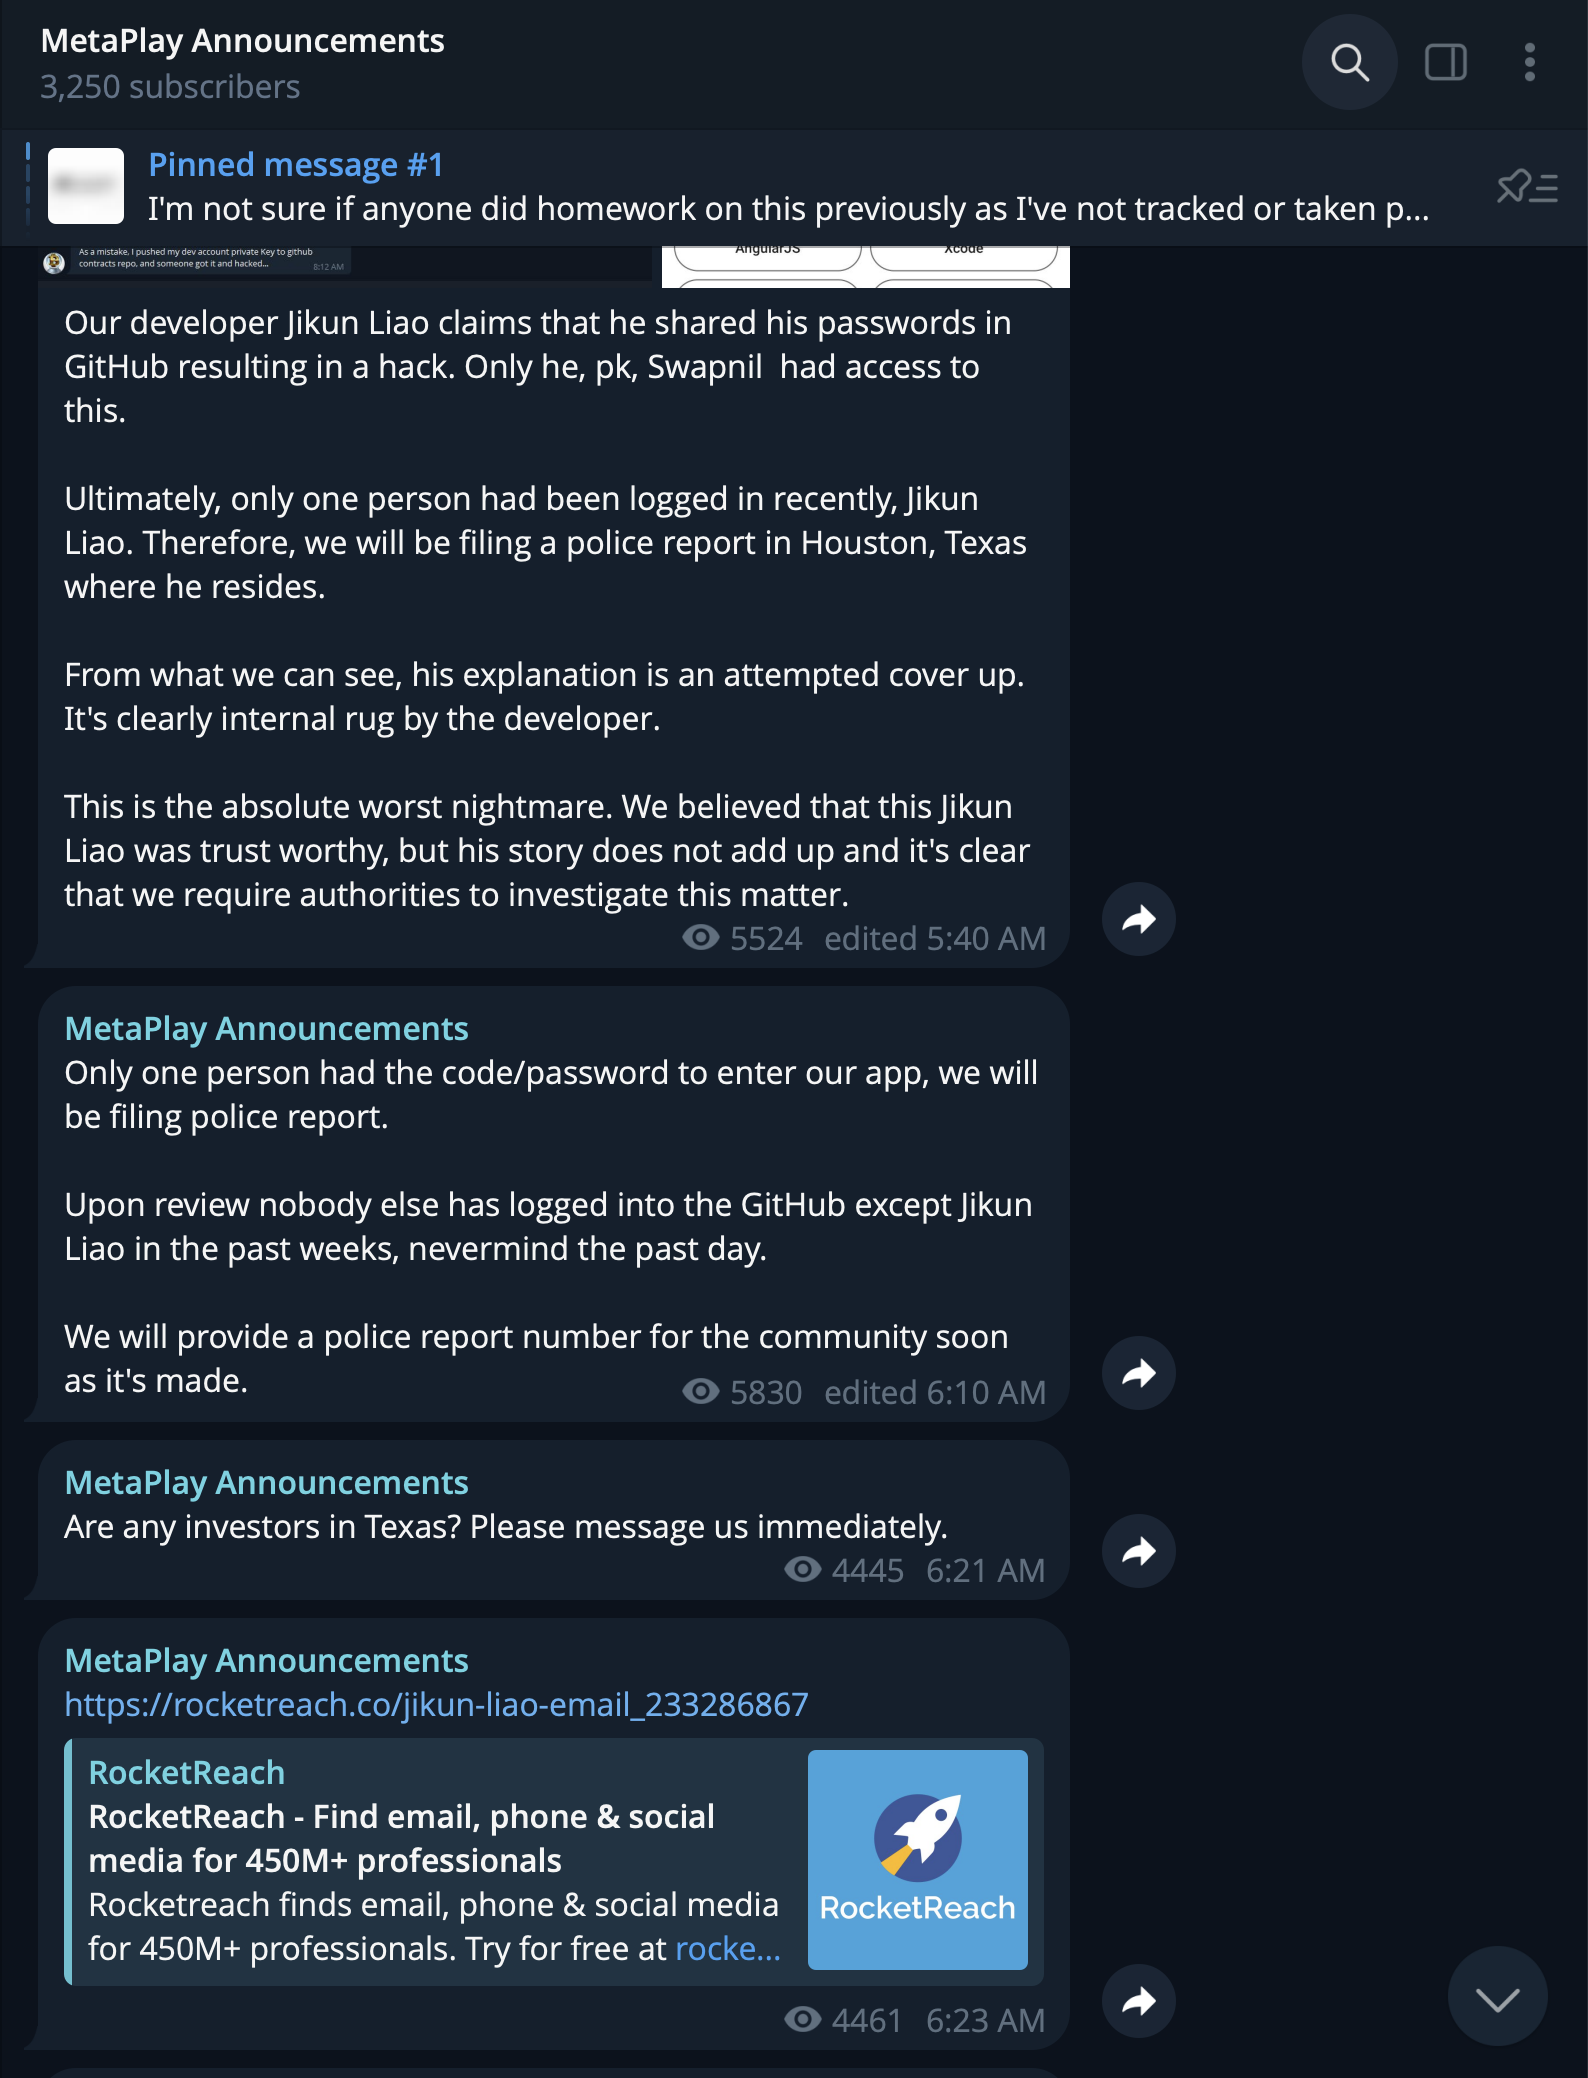 MetaPlay Announcements
3,250 subscribers
Pinned message #1
I'm not sure if anyone did homework on this previously as I've not tracked or taken p...
As a mistake, I pushed my dev account private Key to github
contracts repo, and someone got it and hacked...
8:12 AM
AngularJS
Xcode
Our developer Jikun Liao claims that he shared his passwords in
GitHub resulting in a hack. Only he, pk, Swapnil  had access to
this.
Ultimately, only one person had been logged in recently, Jikun
Liao. Therefore, we will be filing a police report in Houston, Texas
where he resides.
From what we can see, his explanation is an attempted cover up.
It's clearly internal rug by the developer.
This is the absolute worst nightmare. We believed that this Jikun
Liao was trust worthy, but his story does not add up and it's clear
that we require authorities to investigate this matter.
5524 edited 5:40 AM
MetaPlay Announcements
Only one person had the code/password to enter our app, we will
be filing police report.
Upon review nobody else has logged into the GitHub except Jikun
Liao in the past weeks, nevermind the past day.
We will provide a police report number for the community soon
as it's made.
5830 edited 6:10 AM
MetaPlay Announcements
Are any investors in Texas? Please message us immediately.
4445 6:21 AM
MetaPlay Announcements
https://rocketreach.co/jikun-liao-email_233286867
RocketReach
RocketReach - Find email, phone & social
media for 450M+ professionals
Rocketreach finds email, phone & social media
for 450M+ professionals. Try for free at rocke...
RocketReach
4461 6:23 AM